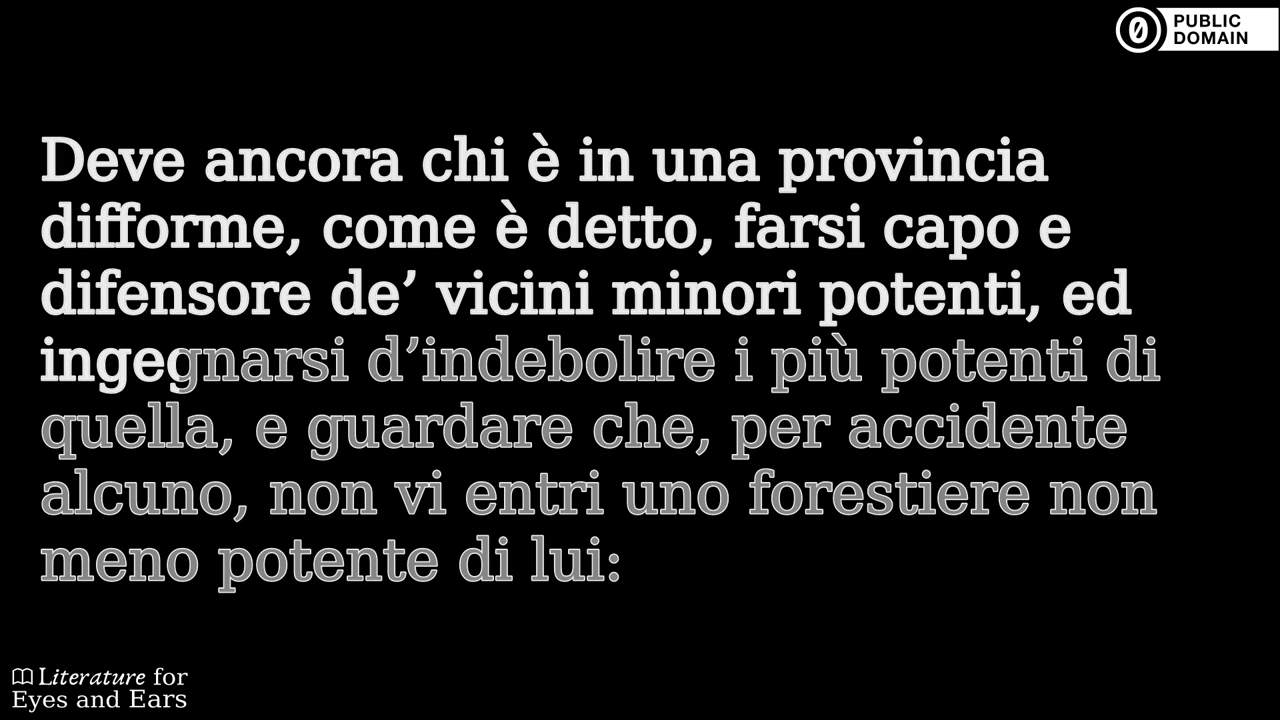 PUBLIC
DOMAIN
Deve ancora chi è in una provincia
difforme, come è detto, farsi capo e
difensore de’ vicini minori potenti, ed
ingegnarsi d’indebolire i più potenti di
quella, e guardare che, per accidente
alcuno, non vi entri uno forestiere non
meno potente di lui:
Literature for
Eyes and Ears